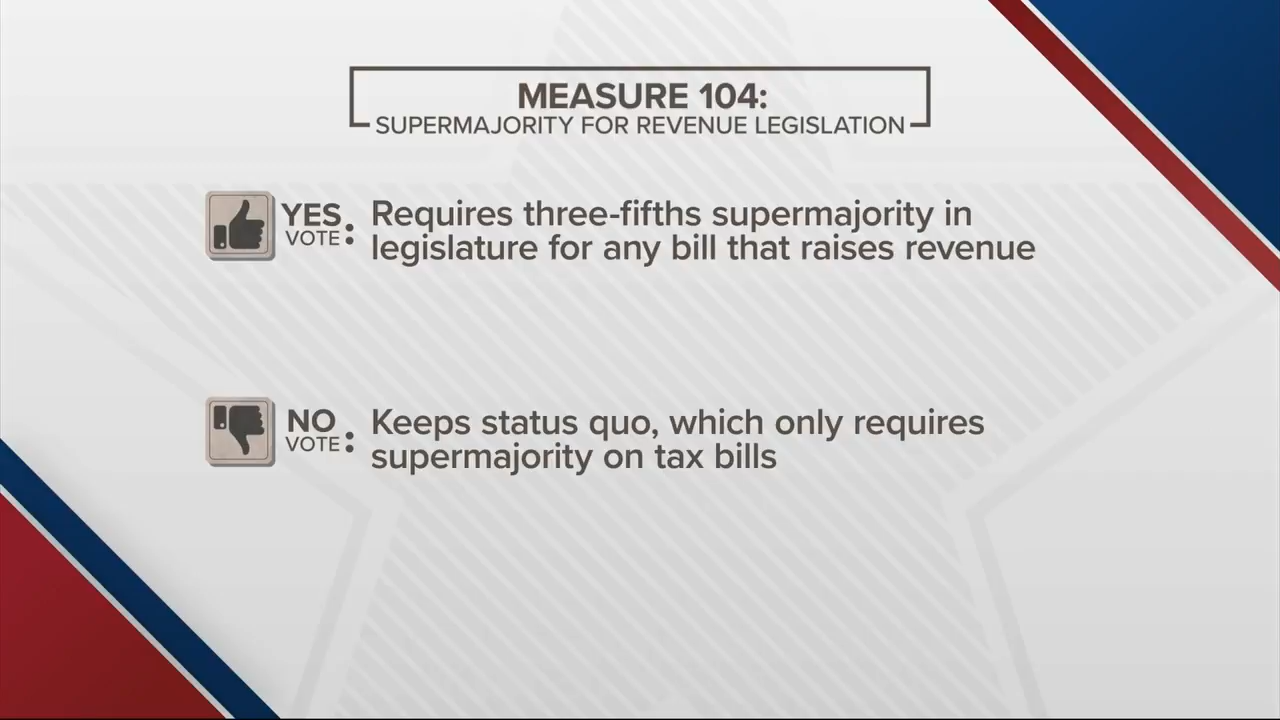 MEASURE 104:
SUPERMAJORITY FOR REVENUE LEGISLATION
YES VOTE:
Requires three-fifths supermajority in
legislature for any bill that raises revenue
NO VOTE:
Keeps status quo, which only requires
supermajority on tax bills